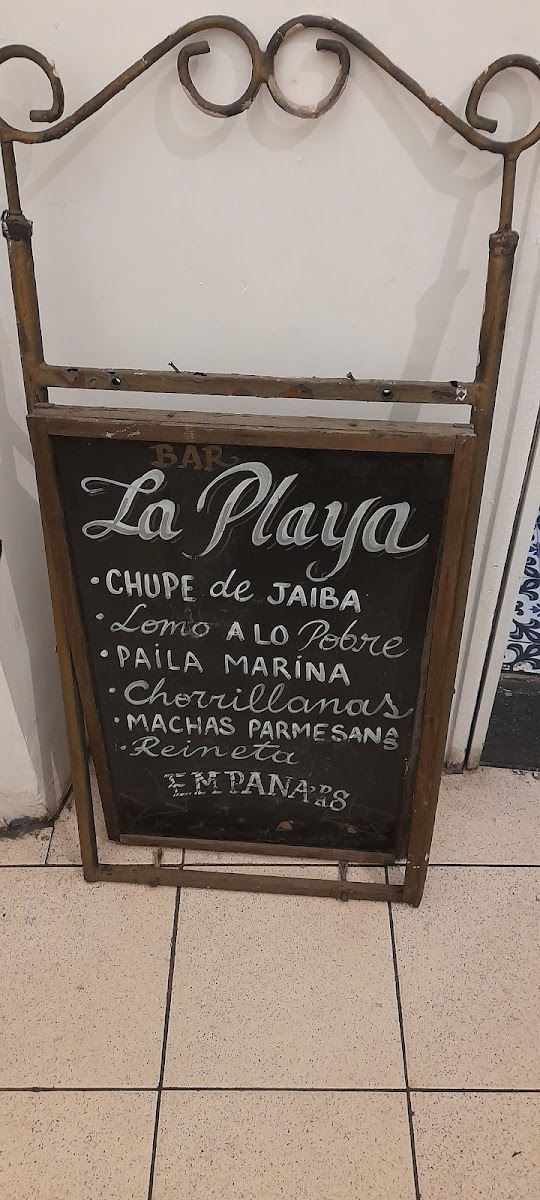 BAR
La Playa
• CHUPE de JAIBA
• Lomo A LO Pobre
• PAILA MARINA
• Chorrillanas
• MACHAS PARMESANAS
• Reineta
EMPANADAS